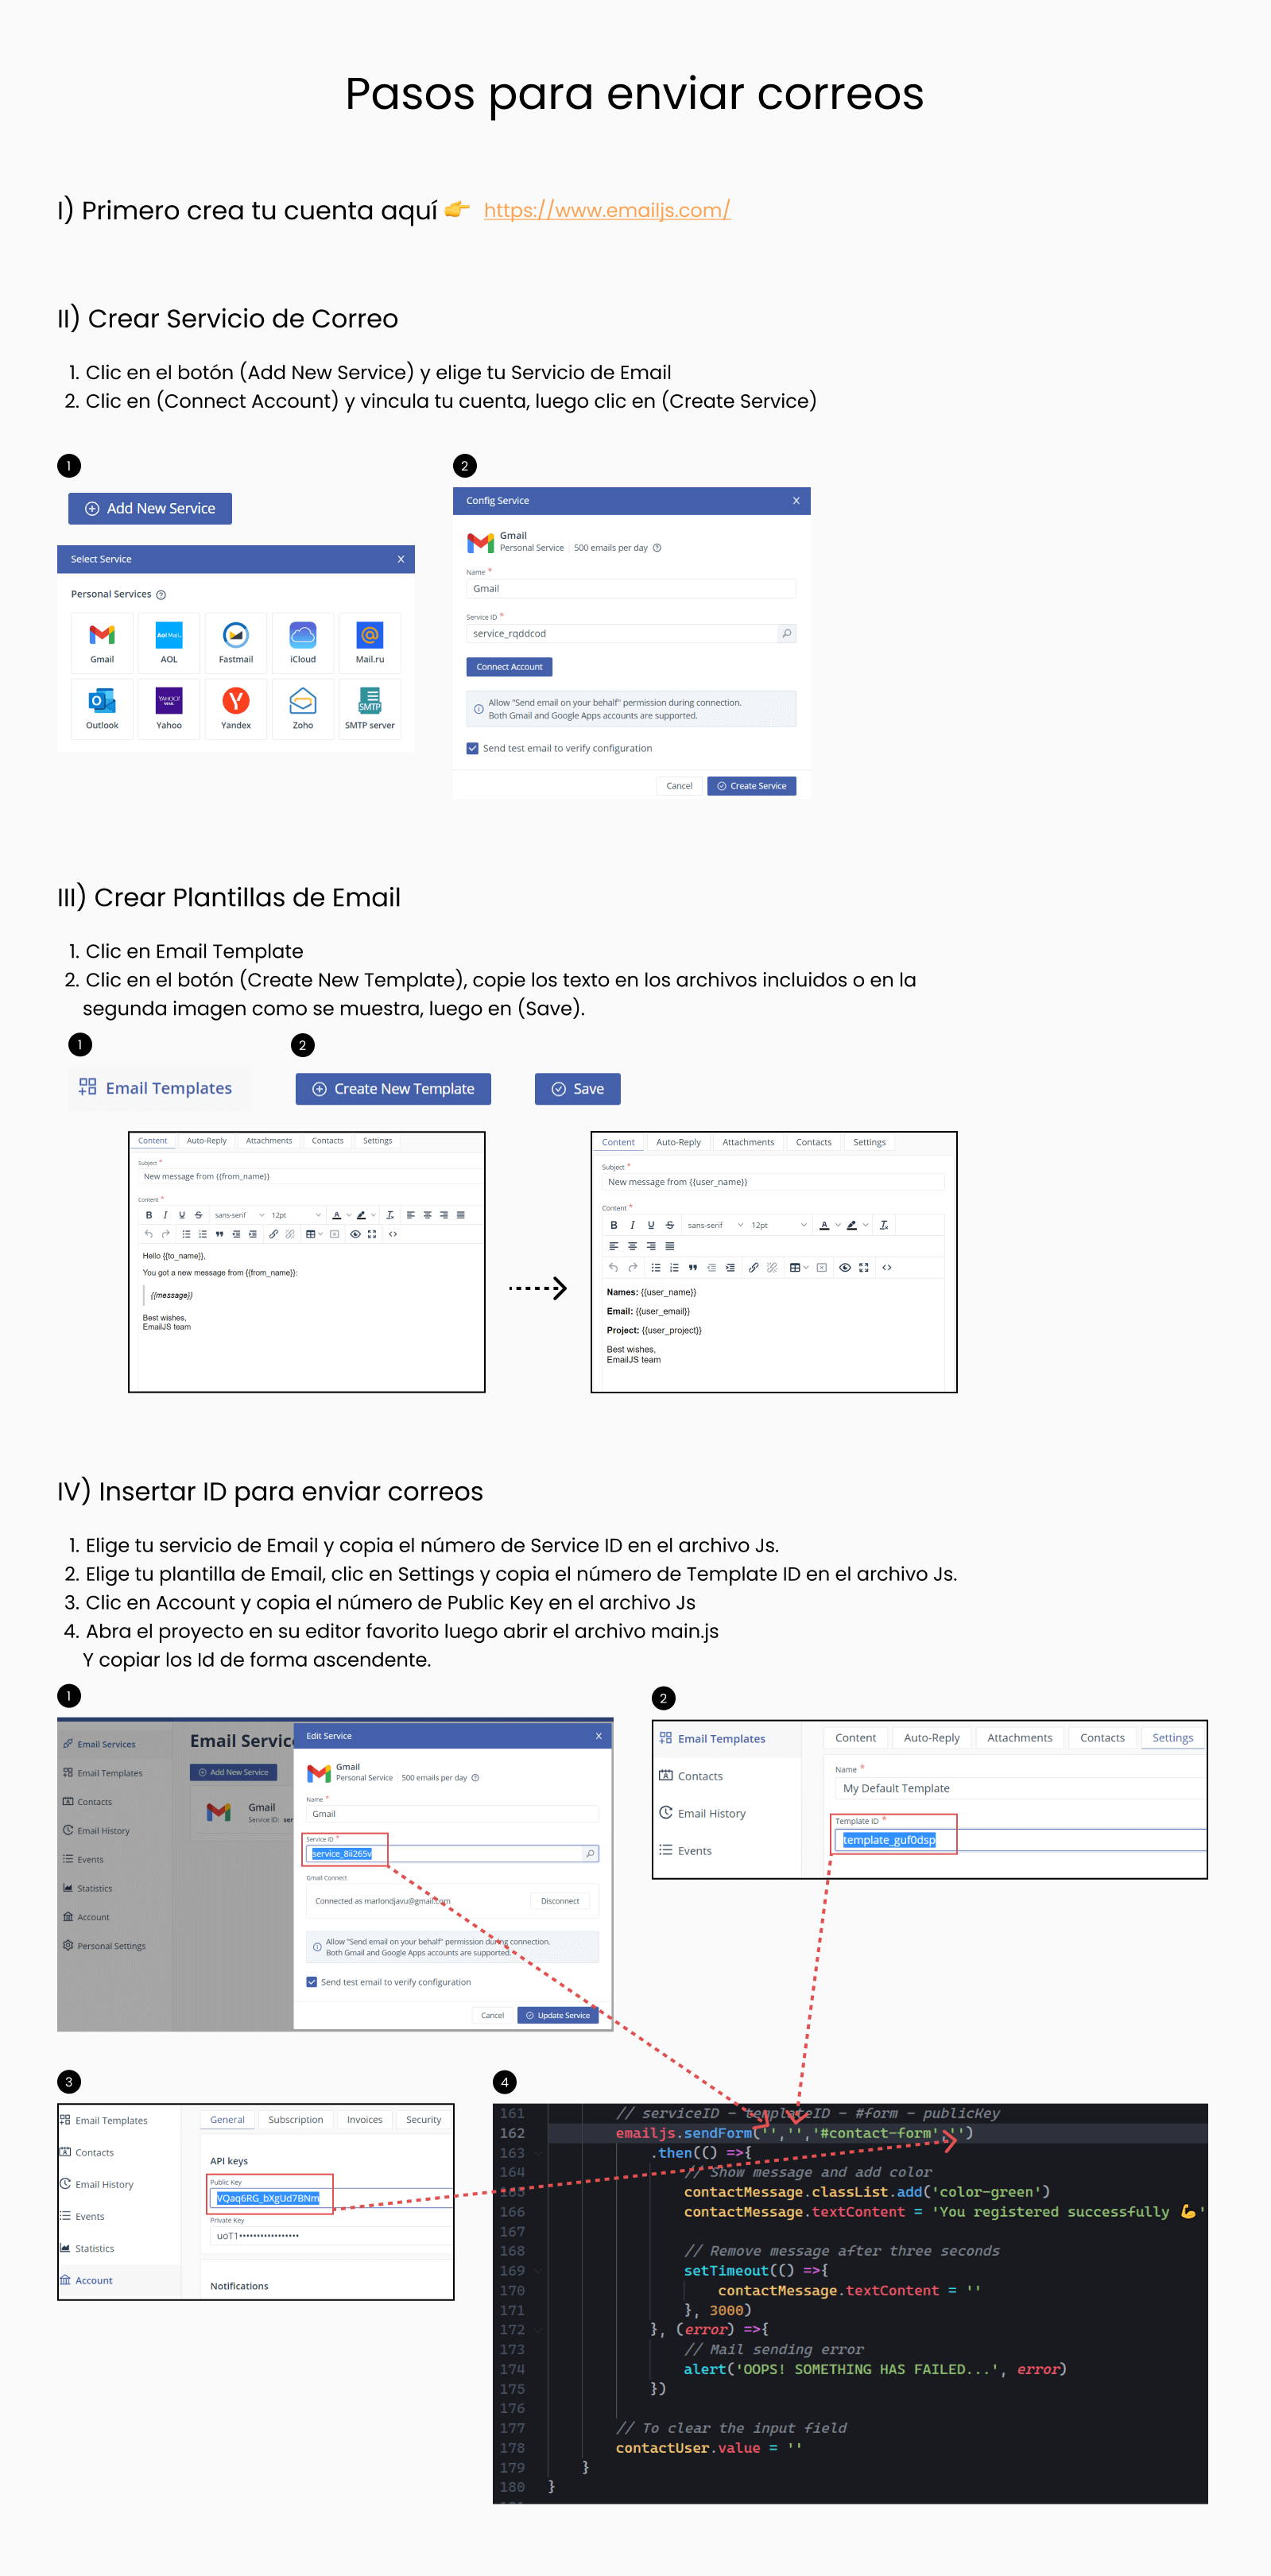 Pasos para enviar correos
I) Primero crea tu cuenta aquí 👉 https://www.emailjs.com/
II) Crear Servicio de Correo
1. Clic en el botón (Add New Service) y elige tu Servicio de Email
2. Clic en (Connect Account) y vincula tu cuenta, luego clic en (Create Service)
1
Add New Service
Select Service X
Personal Services ?
Gmail AOL Fastmail iCloud Mail.ru
Outlook Yahoo Yandex Zoho SMTP server
2
Config Service X
Gmail
Personal Service | 500 emails per day ?
Name *
Gmail
Service ID *
service_rqddcod
Connect Account
Allow "Send email on your behalf" permission during connection.
Both Gmail and Google Apps accounts are supported.
Send test email to verify configuration
Cancel Create Service
III) Crear Plantillas de Email
1. Clic en Email Template
2. Clic en el botón (Create New Template), copie los texto en los archivos incluidos o en la
segunda imagen como se muestra, luego en (Save).
1 2
Email Templates Create New Template Save
Content Auto-Reply Attachments Contacts Settings
Subject *
New message from {{from_name}}
Content *
B I U S sans-serif 12pt
Hello {{to_name}},
You got a new message from {{from_name}}:
{{message}}
Best wishes,
EmailJS team
Content Auto-Reply Attachments Contacts Settings
Subject *
New message from {{user_name}}
Content *
B I U S sans-serif 12pt
Names: {{user_name}}
Email: {{user_email}}
Project: {{user_project}}
Best wishes,
EmailJS team
IV) Insertar ID para enviar correos
1. Elige tu servicio de Email y copia el número de Service ID en el archivo Js.
2. Elige tu plantilla de Email, clic en Settings y copia el número de Template ID en el archivo Js.
3. Clic en Account y copia el número de Public Key en el archivo Js
4. Abra el proyecto en su editor favorito luego abrir el archivo main.js
Y copiar los Id de forma ascendente.
1
Email Services
Email Templates
Contacts
Email History
Events
Statistics
Account
Personal Settings
Email Servic
Add New Service
Gmail
Service ID: ser
Edit Service X
Gmail
Personal Service | 500 emails per day ?
Name *
Gmail
Service ID *
service_8ii265v
Gmail Connect
Connected as marlondjavu@gmail.com Disconnect
Allow "Send email on your behalf" permission during connection.
Both Gmail and Google Apps accounts are supported.
Send test email to verify configuration
Cancel Update Service
2
Email Templates
Contacts
Email History
Events
Content Auto-Reply Attachments Contacts Settings
Name *
My Default Template
Template ID *
template_guf0dsp
3
Email Templates
Contacts
Email History
Events
Statistics
Account
General Subscription Invoices Security
API keys
Public Key
VQaq6RG_bXgUd7BNm
Private Key
uoT1•••••••••••••••••
Notifications
4
161 // serviceID - templateID - #form - publicKey
162 emailjs.sendForm('','','#contact-form','')
163 .then(() =>{
164 // Show message and add color
165 contactMessage.classList.add('color-green')
166 contactMessage.textContent = 'You registered successfully 💪'
167
168 // Remove message after three seconds
169 setTimeout(() =>{
170 contactMessage.textContent = ''
171 }, 3000)
172 }, (error) =>{
173 // Mail sending error
174 alert('OOPS! SOMETHING HAS FAILED...', error)
175 })
176
177 // To clear the input field
178 contactUser.value = ''
179 }
180 }